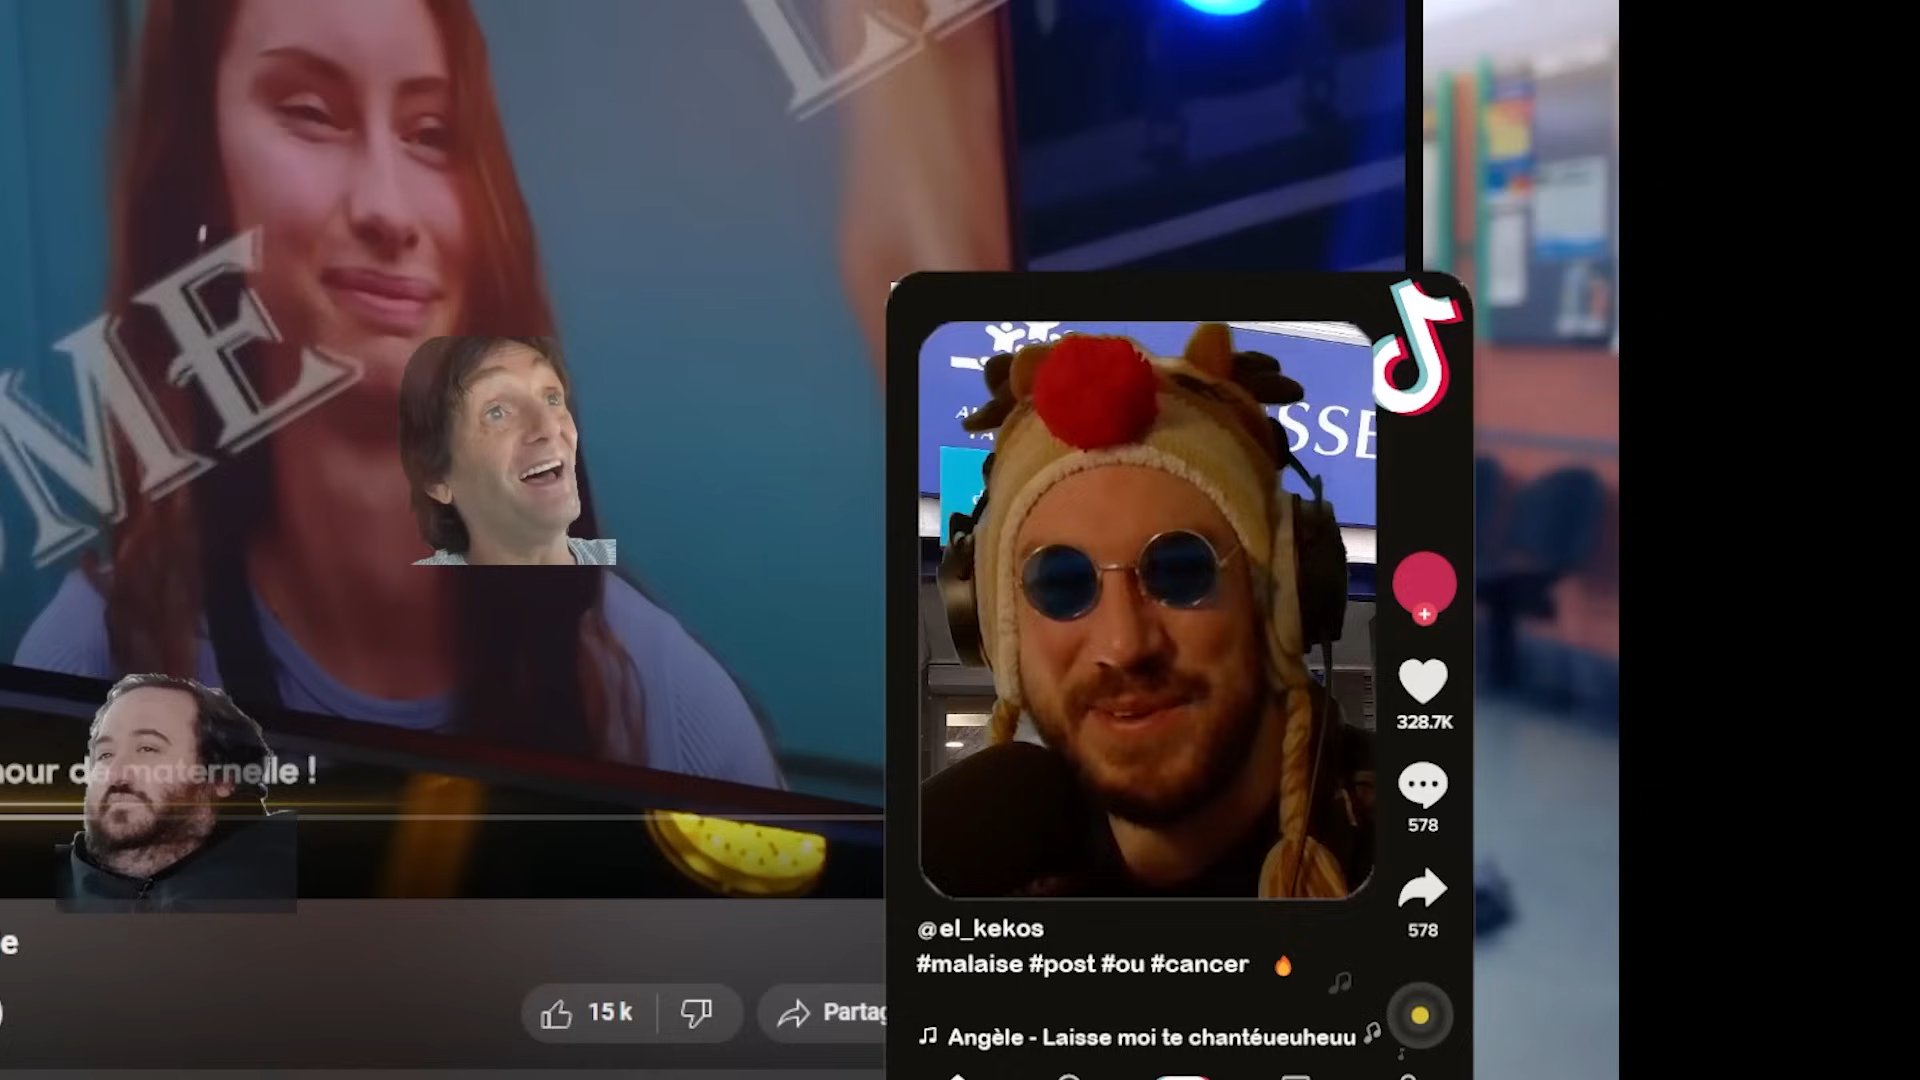 ME
SSE
our de maternelle !
e
15 k
Partag
328.7K
578
578
@el_kekos
#malaise #post #ou #cancer
Angèle - Laisse moi te chantéueuheuu